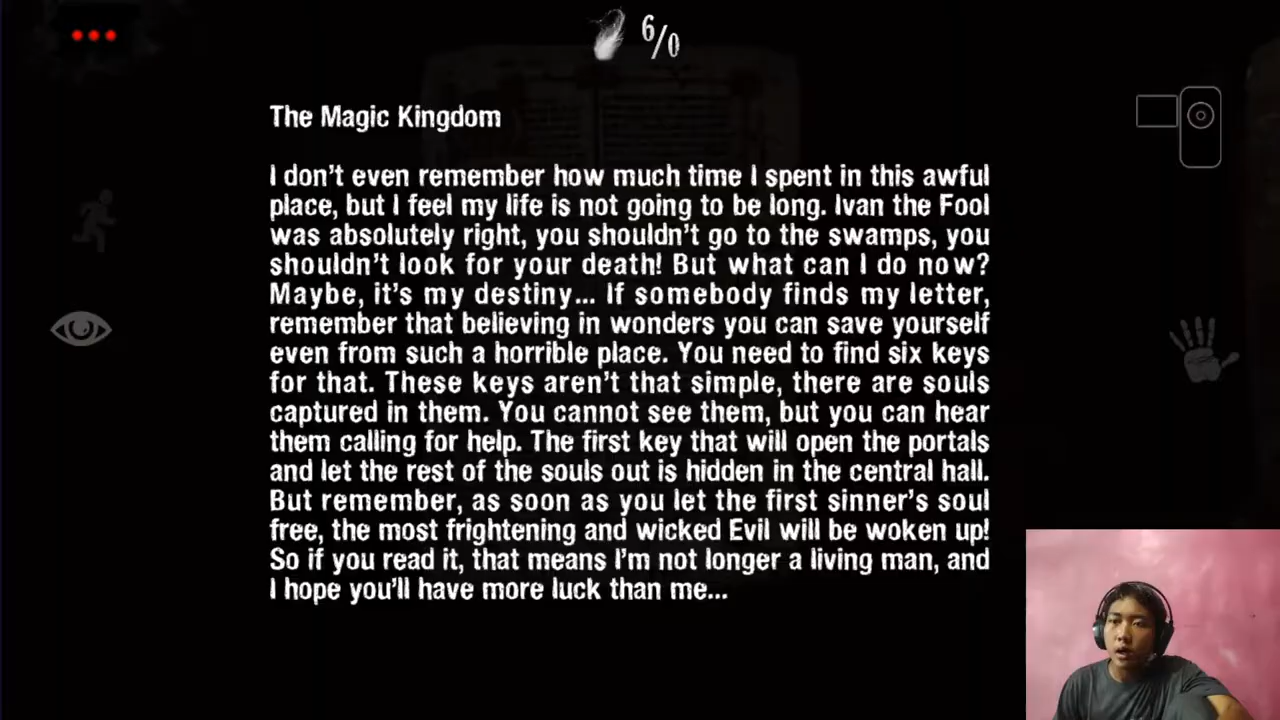 6/0
The Magic Kingdom
I don't even remember how much time I spent in this awful
place, but I feel my life is not going to be long. Ivan the Fool
was absolutely right, you shouldn't go to the swamps, you
shouldn't look for your death! But what can I do now?
Maybe, it's my destiny... If somebody finds my letter,
remember that believing in wonders you can save yourself
even from such a horrible place. You need to find six keys
for that. These keys aren't that simple, there are souls
captured in them. You cannot see them, but you can hear
them calling for help. The first key that will open the portals
and let the rest of the souls out is hidden in the central hall.
But remember, as soon as you let the first sinner's soul
free, the most frightening and wicked Evil will be woken up!
So if you read it, that means I'm not longer a living man, and
I hope you'll have more luck than me...